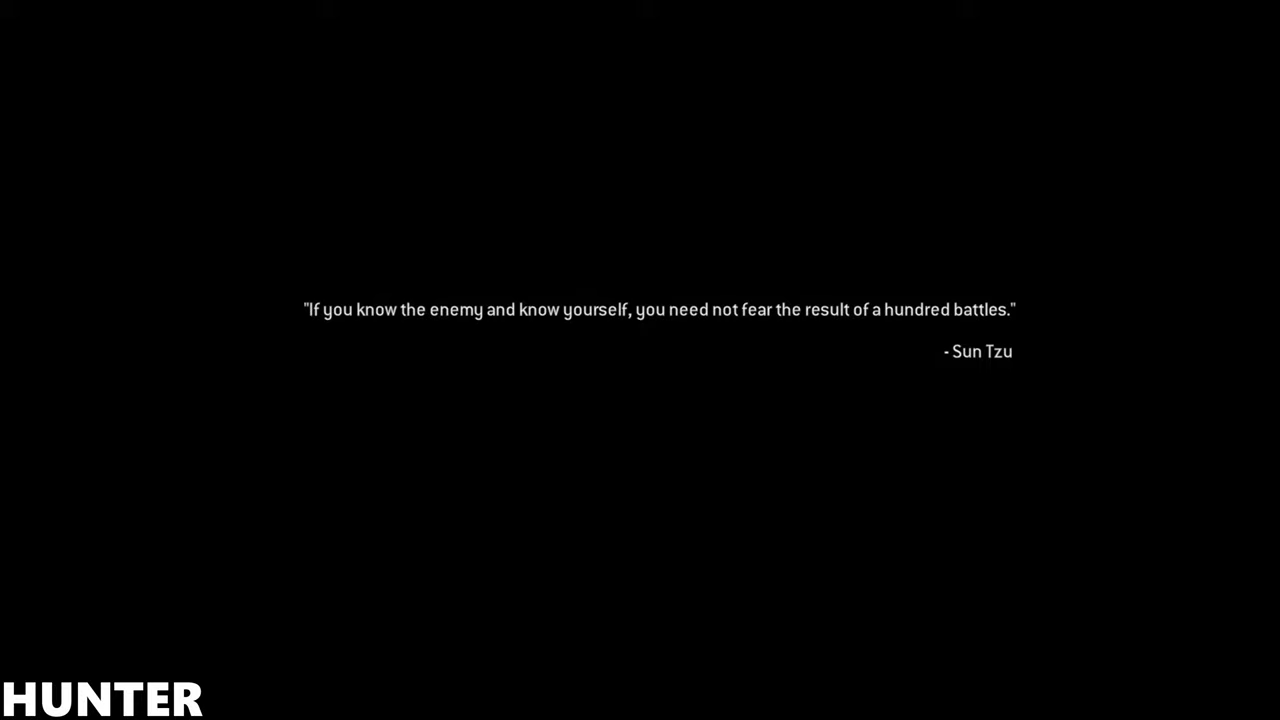 "If you know the enemy and know yourself, you need not fear the result of a hundred battles."
- Sun Tzu
HUNTER